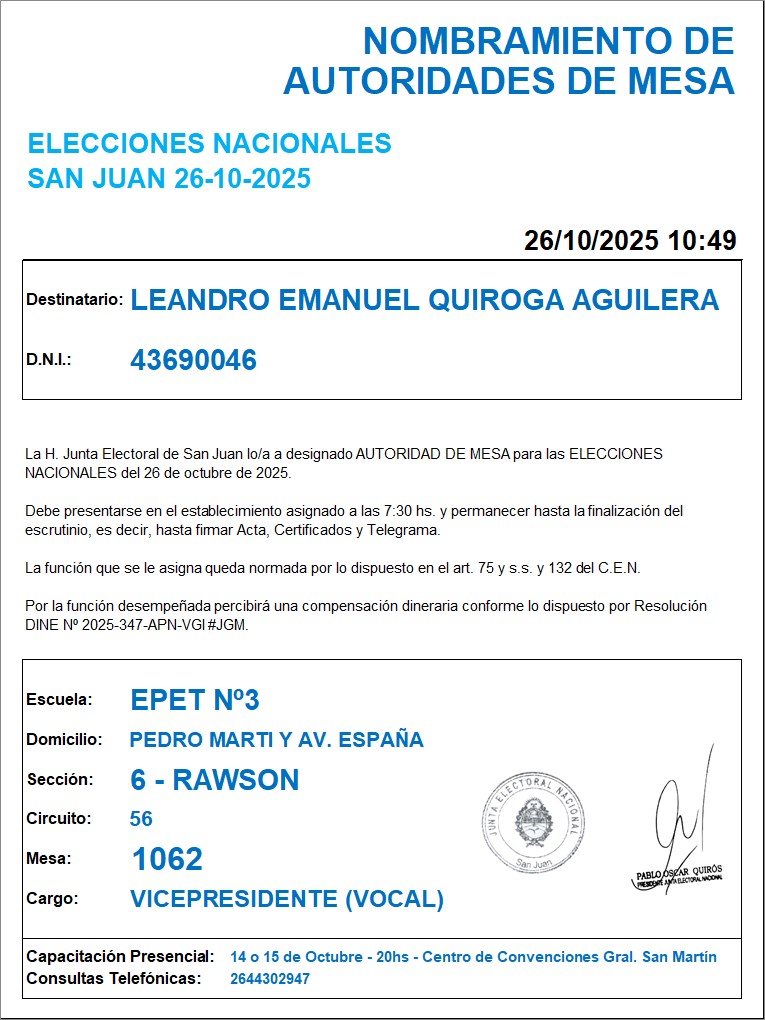 NOMBRAMIENTO DE
AUTORIDADES DE MESA
ELECCIONES NACIONALES
SAN JUAN 26-10-2025
26/10/2025 10:49
Destinatario: LEANDRO EMANUEL QUIROGA AGUILERA
D.N.I.: 43690046
La H. Junta Electoral de San Juan lo/a a designado AUTORIDAD DE MESA para las ELECCIONES
NACIONALES del 26 de octubre de 2025.
Debe presentarse en el establecimiento asignado a las 7:30 hs. y permanecer hasta la finalización del
escrutinio, es decir, hasta firmar Acta, Certificados y Telegrama.
La función que se le asigna queda normada por lo dispuesto en el art. 75 y s.s. y 132 del C.E.N.
Por la función desempeñada percibirá una compensación dineraria conforme lo dispuesto por Resolución
DINE Nº 2025-347-APN-VGI#JGM.
Escuela: EPET Nº3
Domicilio: PEDRO MARTI Y AV. ESPAÑA
Sección: 6 - RAWSON
Circuito: 56
Mesa: 1062
Cargo: VICEPRESIDENTE (VOCAL)
JUNTA ELECTORAL NACIONAL
San Juan
PABLO OSCAR QUIRÓS
PRESIDENTE JUNTA ELECTORAL NACIONAL
Capacitación Presencial: 14 o 15 de Octubre - 20hs - Centro de Convenciones Gral. San Martín
Consultas Telefónicas: 2644302947